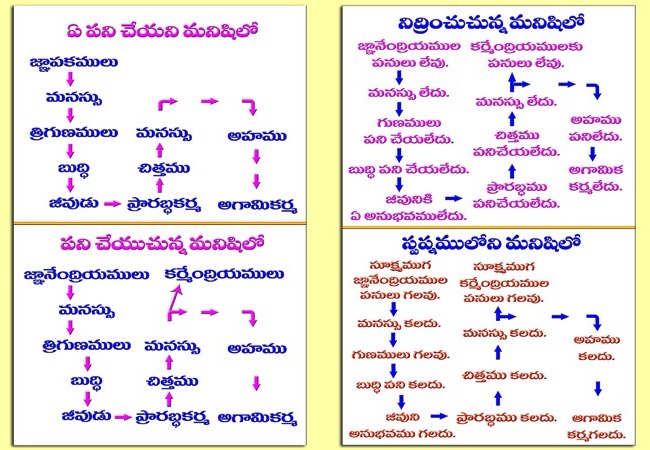 ఏ పని చేయని మనిషిలో
జ్ఞాపకములు
మనస్సు
త్రిగుణములు మనస్సు అహము
బుద్ధి చిత్తము
జీవుడు ప్రారబ్ధకర్మ అగామికర్మ
పని చేయుచున్న మనిషిలో
జ్ఞానేంద్రియములు కర్మేంద్రియములు
మనస్సు
త్రిగుణములు మనస్సు అహము
బుద్ధి చిత్తము
జీవుడు ప్రారబ్ధకర్మ ఆగామికర్మ
నిద్రించుచున్న మనిషిలో
జ్ఞానేంద్రియముల కర్మేంద్రియములకు
పనులు లేవు. పనులు లేవు.
మనస్సు లేదు. మనస్సు లేదు.
గుణములు
పని చేయలేదు.
చిత్తము
పనిచేయలేదు.
అహము
పనిలేదు.
బుద్ధి పని చేయలేదు.
జీవునికి
ఏ అనుభవములేదు.
ప్రారబ్ధము
పనిచేయలేదు.
అగామిక
కర్మలేదు.
స్వప్నములోని మనిషిలో
సూక్ష్మముగ
జ్ఞానేంద్రియముల
పనులు గలవు.
సూక్ష్మముగ
కర్మేంద్రియముల
పనులు గలవు.
మనస్సు కలదు. మనస్సు కలదు.
అహము
కలదు.
గుణములు గలవు.
బుద్ధి పని కలదు. చిత్తము కలదు.
జీవుని
అనుభవము గలదు.
ప్రారబ్ధము కలదు.
ఆగామిక
కర్మగలదు.